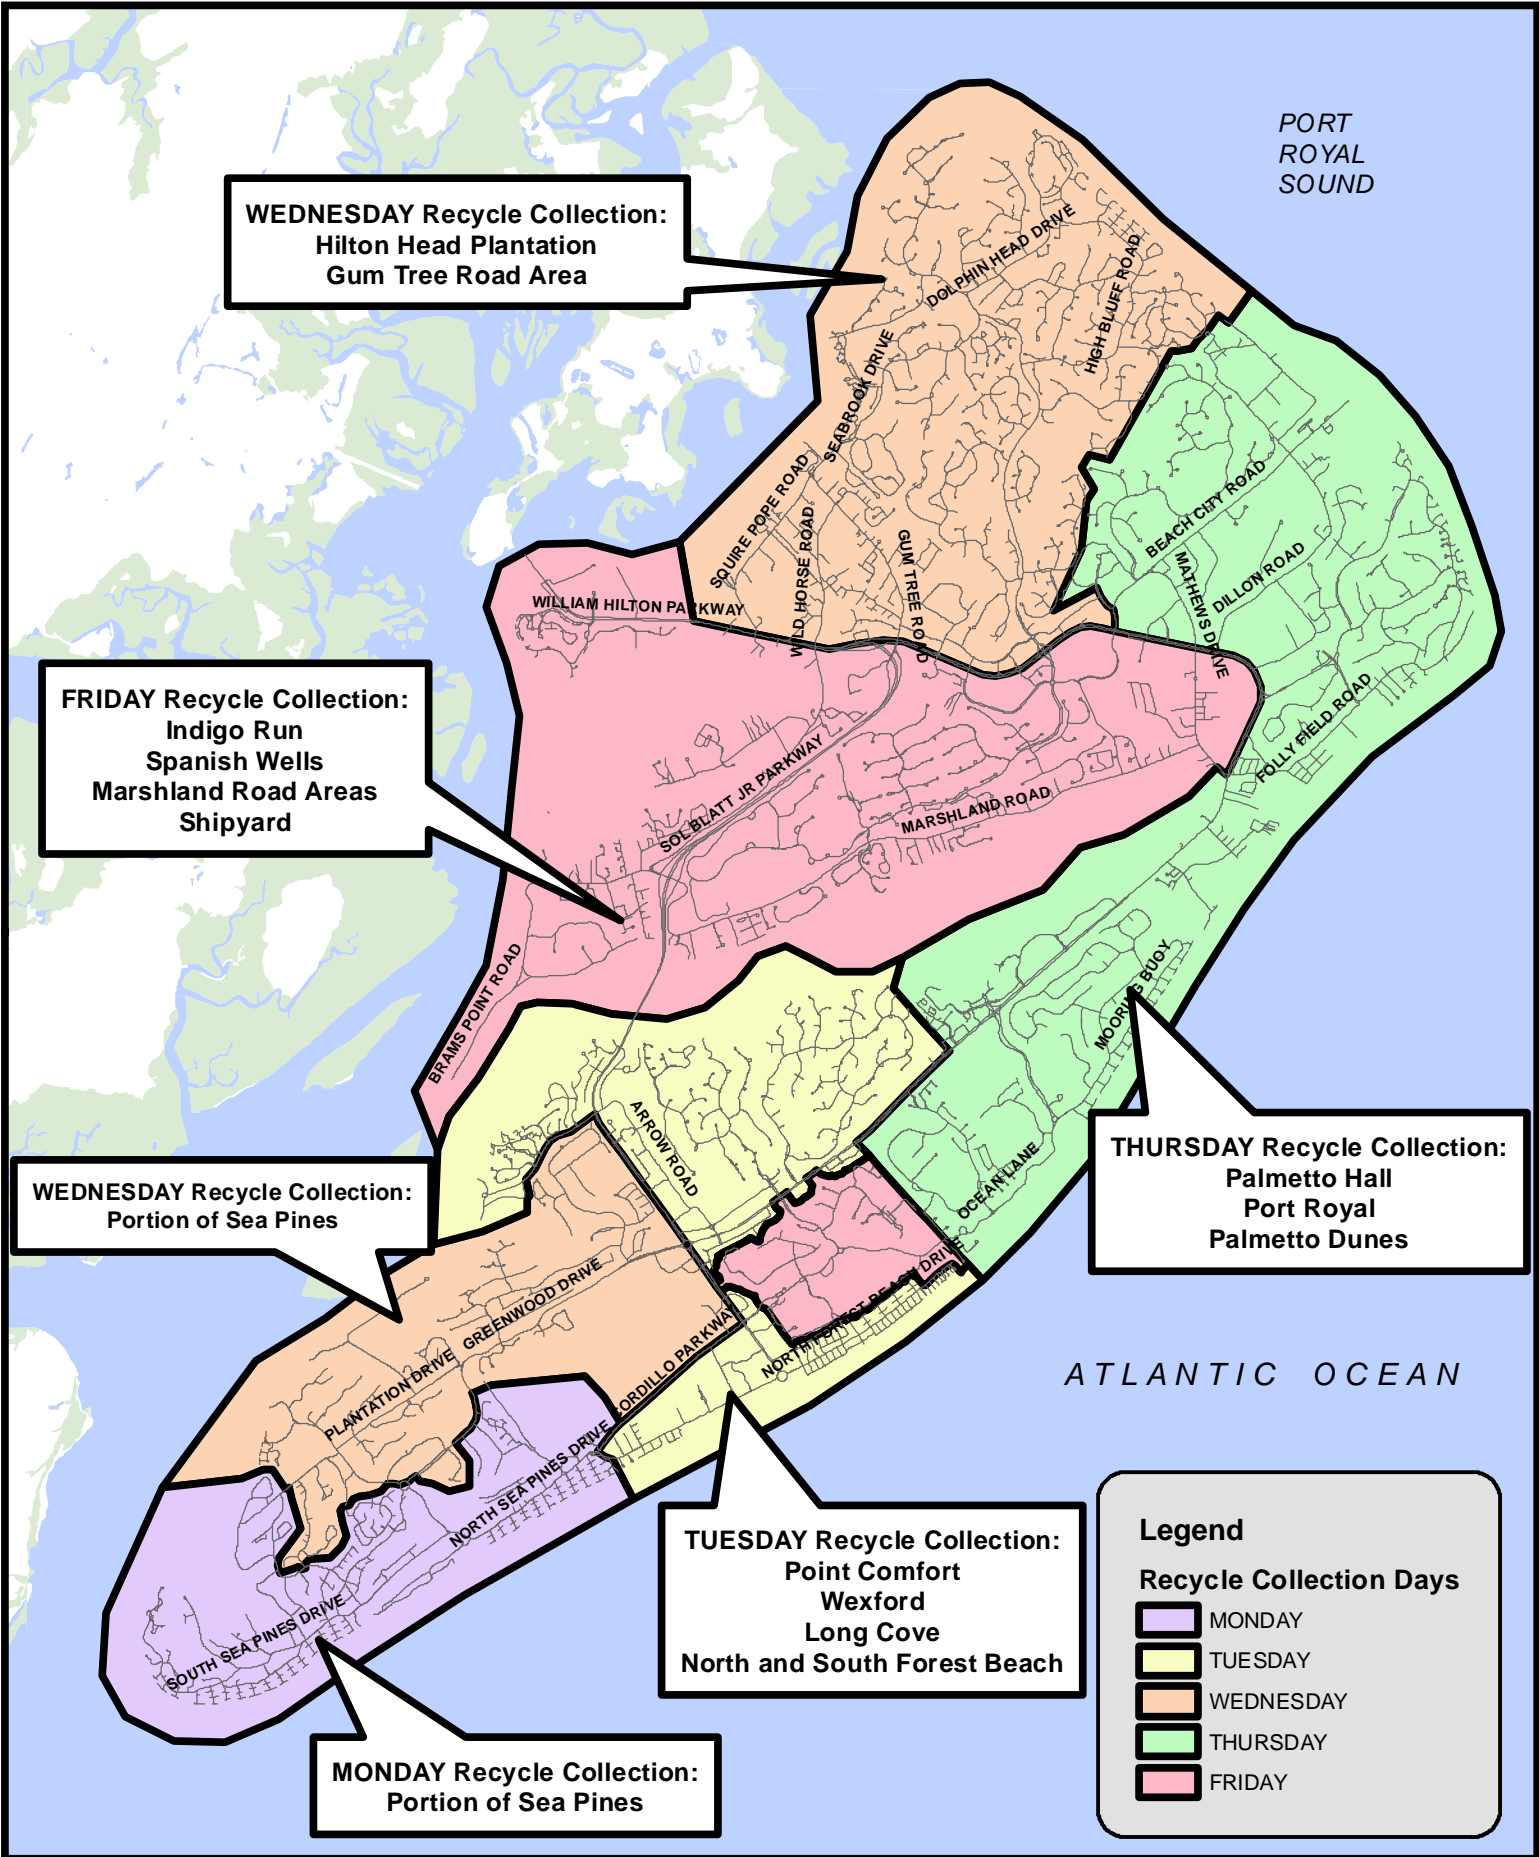 PORT
ROYAL
SOUND
WEDNESDAY Recycle Collection:
Hilton Head Plantation
Gum Tree Road Area
DOLPHIN HEAD DRIVE
HIGH BLUFF ROAD
SEABROOK DRIVE
SQUIRE POPE ROAD
WILD HORSE ROAD
GUM TREE ROAD
BEACH CITY ROAD
MATHEWS DRIVE
DILLON ROAD
WILLIAM HILTON PARKWAY
FRIDAY Recycle Collection:
Indigo Run
Spanish Wells
Marshland Road Areas
Shipyard
FOLLY FIELD ROAD
SOL BLATT JR PARKWAY
MARSHLAND ROAD
BRAMS POINT ROAD
MOORING BUOY
ARROW ROAD
OCEAN LANE
THURSDAY Recycle Collection:
Palmetto Hall
Port Royal
Palmetto Dunes
WEDNESDAY Recycle Collection:
Portion of Sea Pines
GREENWOOD DRIVE
NORTH FOREST BEACH DRIVE
CORDILLO PARKWAY
PLANTATION DRIVE
ATLANTIC OCEAN
NORTH SEA PINES DRIVE
SOUTH SEA PINES DRIVE
TUESDAY Recycle Collection:
Point Comfort
Wexford
Long Cove
North and South Forest Beach
MONDAY Recycle Collection:
Portion of Sea Pines
Legend
Recycle Collection Days
MONDAY
TUESDAY
WEDNESDAY
THURSDAY
FRIDAY